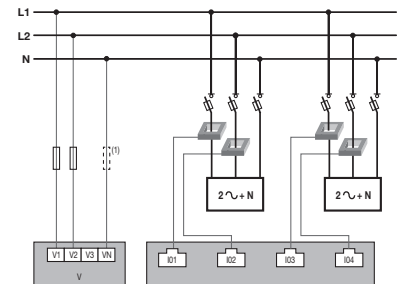 L1
L2
N
(1)
2 ∿ + N
2 ∿ + N
V1 V2 V3 VN
V
I01
I02
I03
I04